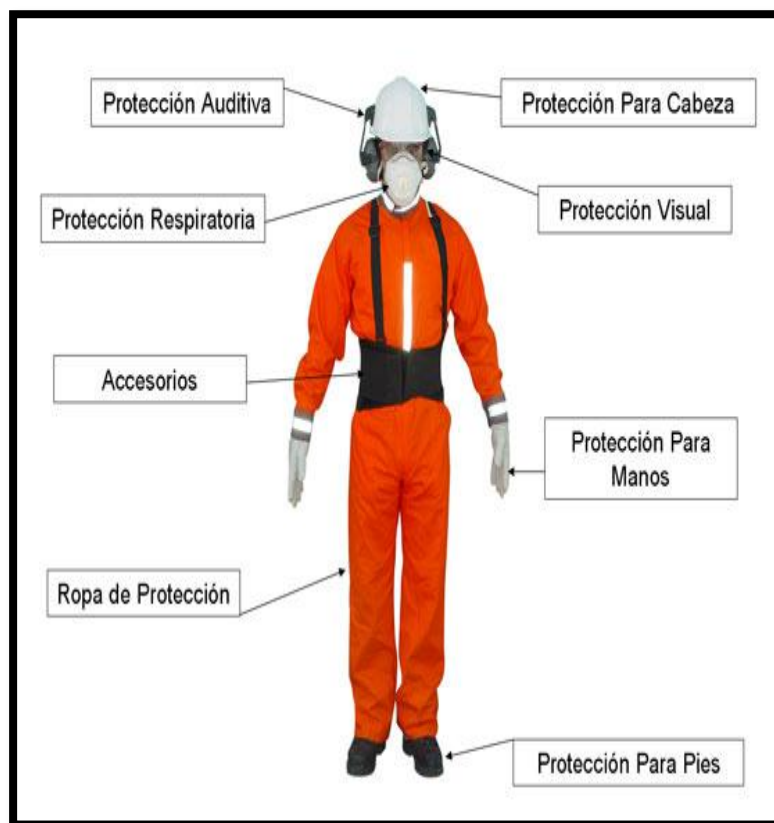 Protección Auditiva
Protección Para Cabeza
Protección Respiratoria
Protección Visual
Accesorios
Protección Para
Manos
Ropa de Protección
Protección Para Pies